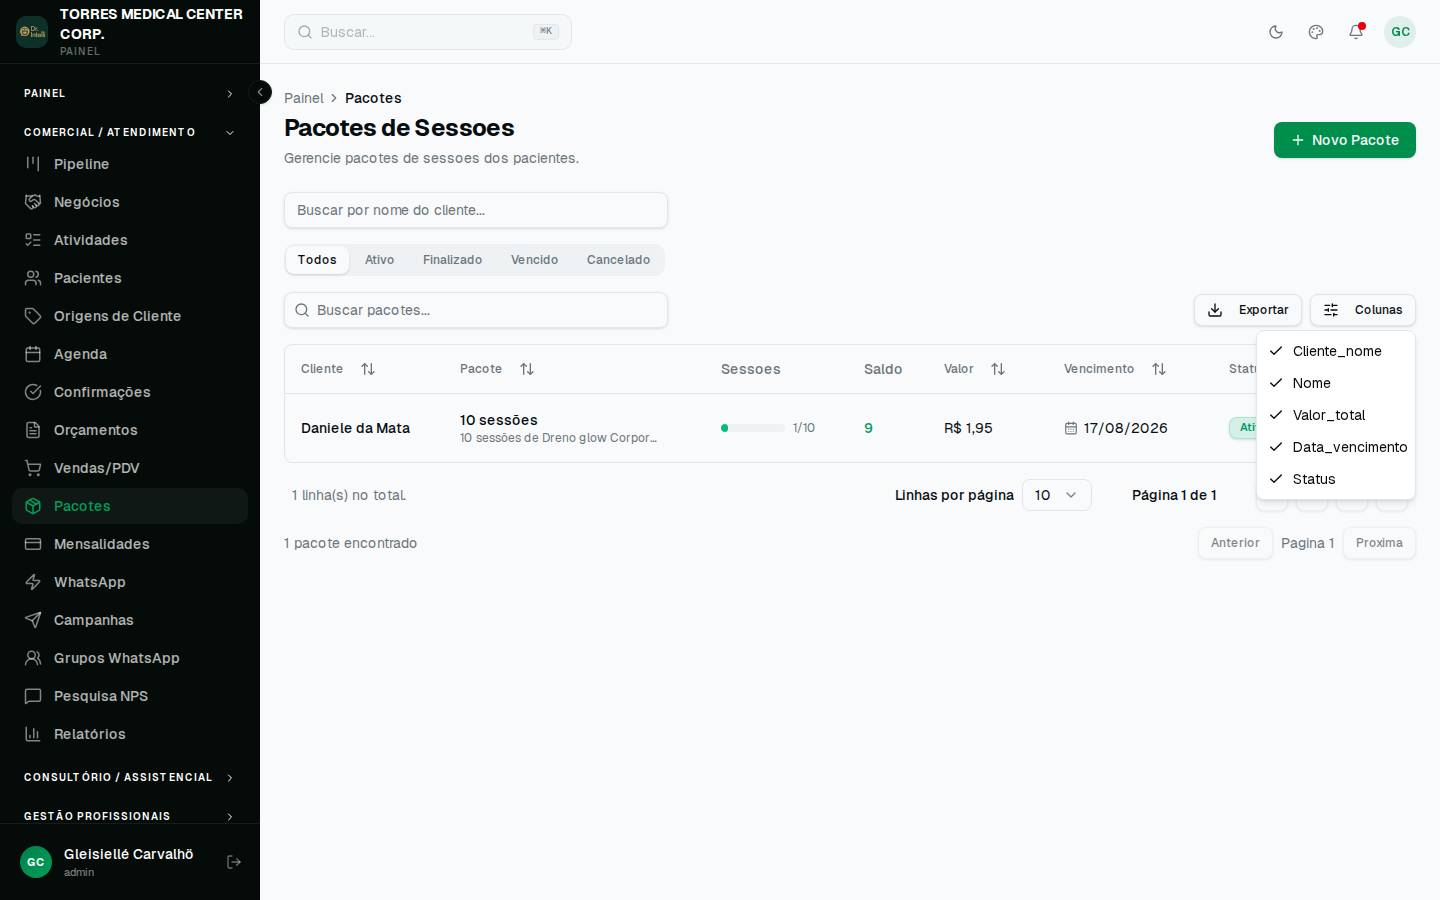 TORRES MEDICAL CENTER CORP.
PAINEL
Buscar...
⌘K
GC
PAINEL
COMERCIAL / ATENDIMENTO
Pipeline
Negócios
Atividades
Pacientes
Origens de Cliente
Agenda
Confirmações
Orçamentos
Vendas/PDV
Pacotes
Mensalidades
WhatsApp
Campanhas
Grupos WhatsApp
Pesquisa NPS
Relatórios
CONSULTÓRIO / ASSISTENCIAL
GESTÃO PROFISSIONAIS
GC
Gleisiellé Carvalhö
admin
Painel > Pacotes
Pacotes de Sessoes
Gerencie pacotes de sessoes dos pacientes.
+ Novo Pacote
Buscar por nome do cliente...
Todos Ativo Finalizado Vencido Cancelado
Buscar pacotes...
Exportar Colunas
Cliente_nome
Nome
Valor_total
Data_vencimento
Status
Cliente Pacote Sessoes Saldo Valor Vencimento
Daniele da Mata
10 sessões
10 sessões de Dreno glow Corpor...
1/10
9
R$ 1,95
17/08/2026
1 linha(s) no total.
Linhas por página 10
Página 1 de 1
1 pacote encontrado
Anterior Pagina 1 Proxima